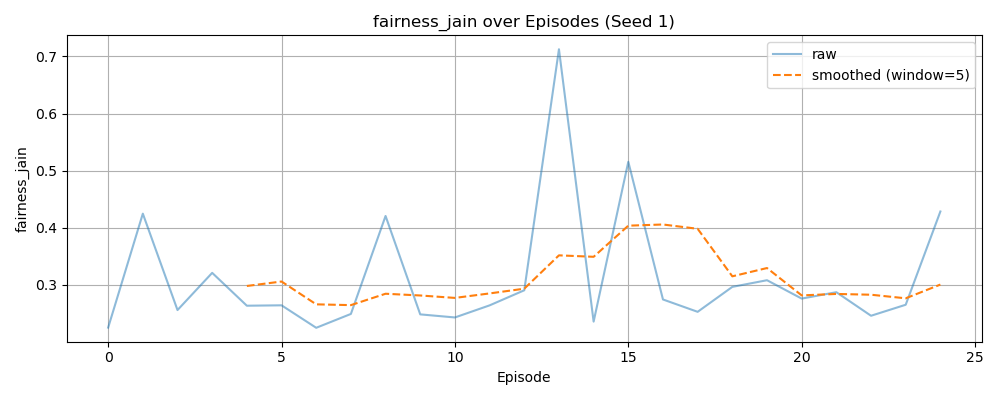 fairness_jain over Episodes (Seed 1)
raw
smoothed (window=5)
fairness_jain
0.7
0.6
0.5
0.4
0.3
0
5
10
15
20
25
Episode